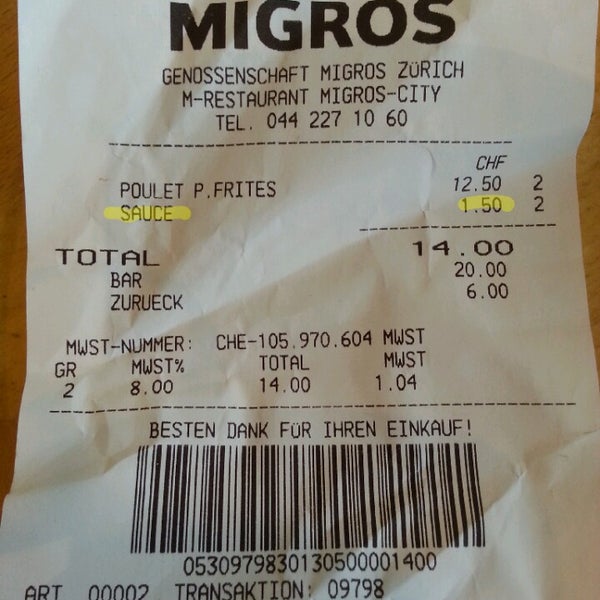 MIGROS
GENOSSENSCHAFT MIGROS ZÜRICH
M-RESTAURANT MIGROS-CITY
TEL. 044 227 10 60
CHF
POULET P.FRITES 12.50 2
SAUCE 1.50 2
TOTAL 14.00
BAR 20.00
ZURUECK 6.00
MWST-NUMMER: CHE-105.970.604 MWST
GR MWST% TOTAL MWST
2 8.00 14.00 1.04
BESTEN DANK FÜR IHREN EINKAUF!
05309798301305000001400
ART 00002 TRANSAKTION: 09798